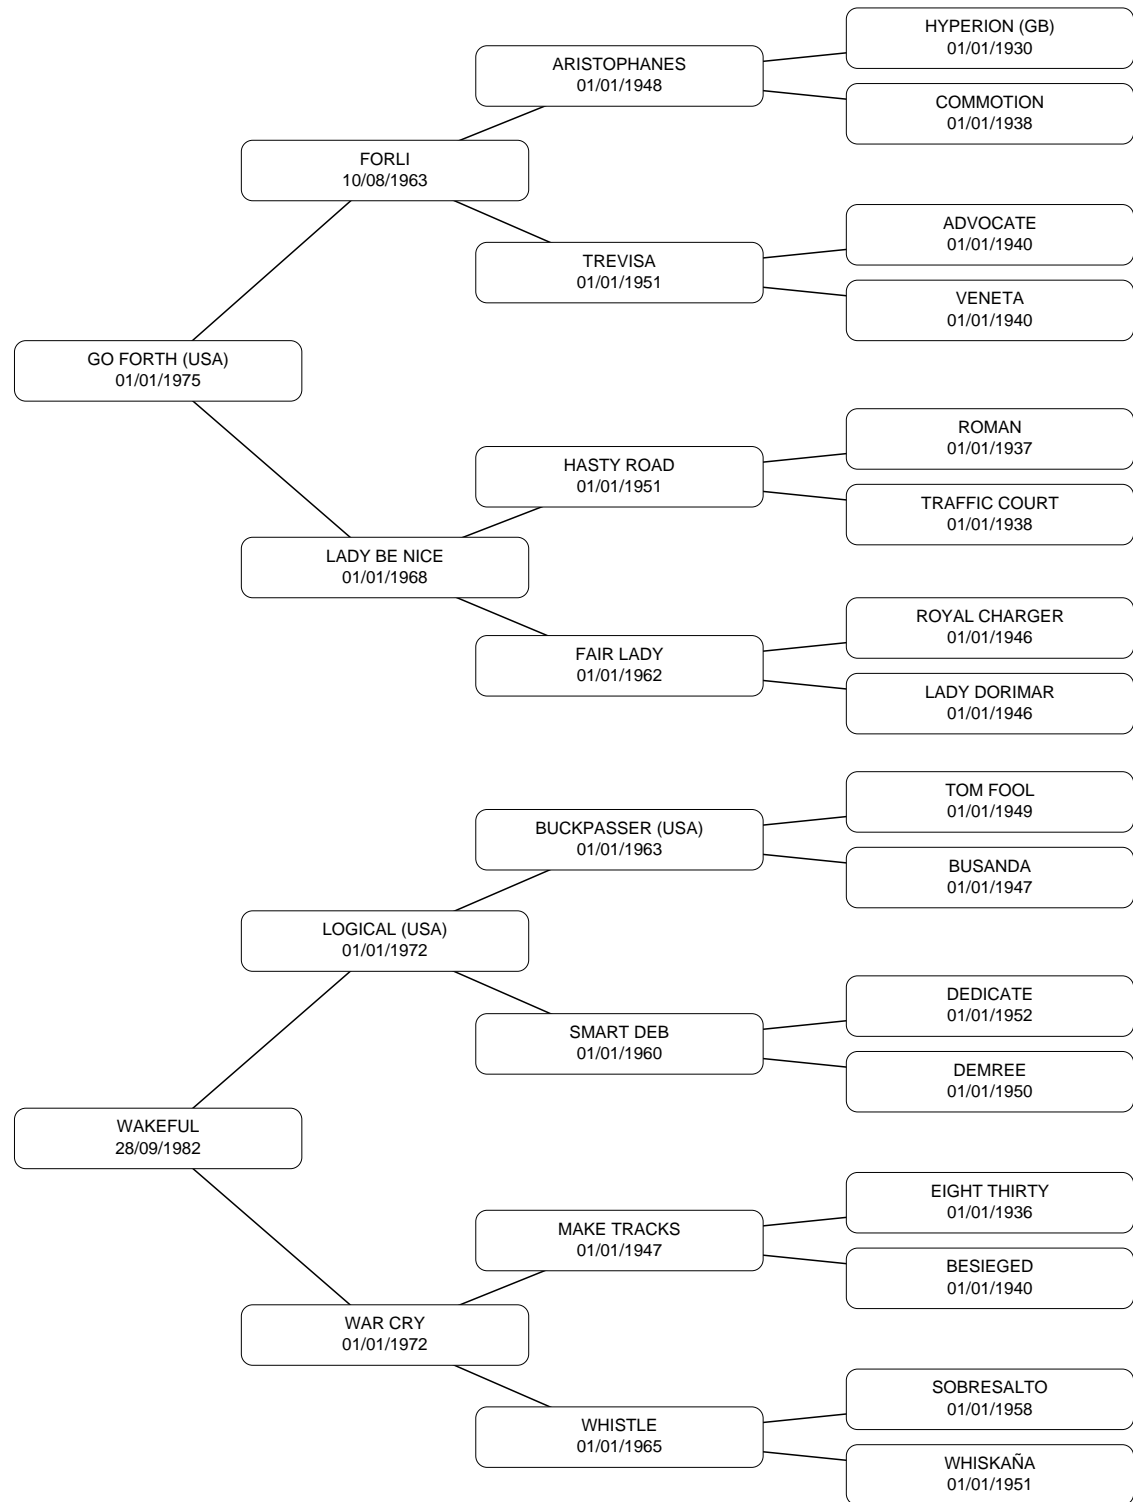 HYPERION (GB)
01/01/1930
ARISTOPHANES
01/01/1948
COMMOTION
01/01/1938
FORLI
10/08/1963
ADVOCATE
01/01/1940
TREVISA
01/01/1951
VENETA
01/01/1940
GO FORTH (USA)
01/01/1975
ROMAN
01/01/1937
HASTY ROAD
01/01/1951
TRAFFIC COURT
01/01/1938
LADY BE NICE
01/01/1968
ROYAL CHARGER
01/01/1946
FAIR LADY
01/01/1962
LADY DORIMAR
01/01/1946
TOM FOOL
01/01/1949
BUCKPASSER (USA)
01/01/1963
BUSANDA
01/01/1947
LOGICAL (USA)
01/01/1972
DEDICATE
01/01/1952
SMART DEB
01/01/1960
DEMREE
01/01/1950
WAKEFUL
28/09/1982
EIGHT THIRTY
01/01/1936
MAKE TRACKS
01/01/1947
BESIEGED
01/01/1940
WAR CRY
01/01/1972
SOBRESALTO
01/01/1958
WHISTLE
01/01/1965
WHISKAÑA
01/01/1951